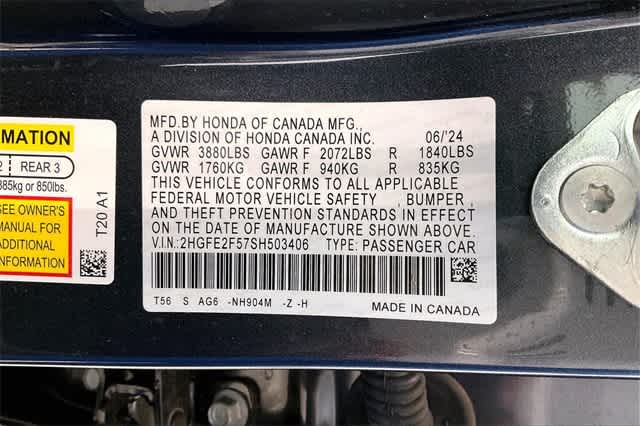 MATION
2 REAR 3
885kg or 850lbs.
SEE OWNER'S
MANUAL FOR
ADDITIONAL
INFORMATION
T20 A1
MFD.BY HONDA OF CANADA MFG.,
A DIVISION OF HONDA CANADA INC. 06/'24
GVWR 3880LBS GAWR F 2072LBS R 1840LBS
GVWR 1760KG GAWR F 940KG R 835KG
THIS VEHICLE CONFORMS TO ALL APPLICABLE
FEDERAL MOTOR VEHICLE SAFETY , BUMPER ,
AND THEFT PREVENTION STANDARDS IN EFFECT
ON THE DATE OF MANUFACTURE SHOWN ABOVE.
V.I.N.:2HGFE2F57SH503406 TYPE: PASSENGER CAR
T56 S AG6 -NH904M -Z -H
MADE IN CANADA